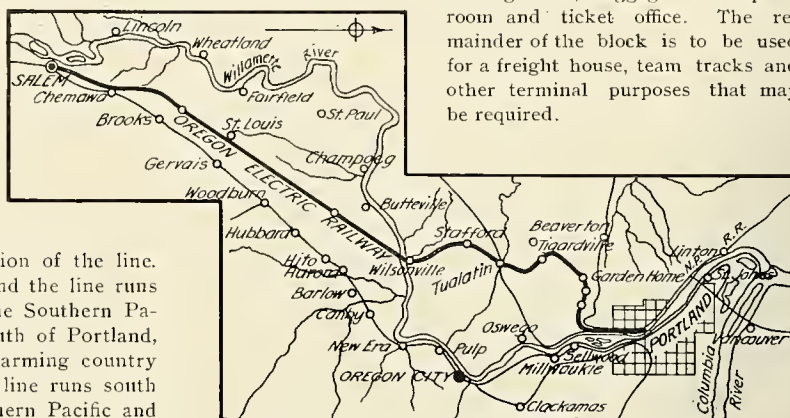 room and ticket office. The re-
mainder of the block is to be used
for a freight house, team tracks and
other terminal purposes that may
be required.
Lincoln
Wheatland
Willamette
River
SALEM
Chemawa
Fairfield
Brooks
St. Louis
St. Paul
OREGON ELECTRIC RAILWAY
Gervais
Champoeg
Woodburn
Butteville
Hubbard
Stafford
Beaverton
Tigardville
Hito
Aurora
Wilsonville
Tualatin
Garden Home
Linton
N.P. R.R.
St. Johns
Barlow
Canby
Oswego
PORTLAND
Vancouver
New Era
Pulp
Sellwood
Millwaukie
OREGON CITY
Clackamas
Columbia
River
tion of the line.
nd the line runs
ne Southern Pa-
uth of Portland,
arming country
line runs south
hern Pacific and